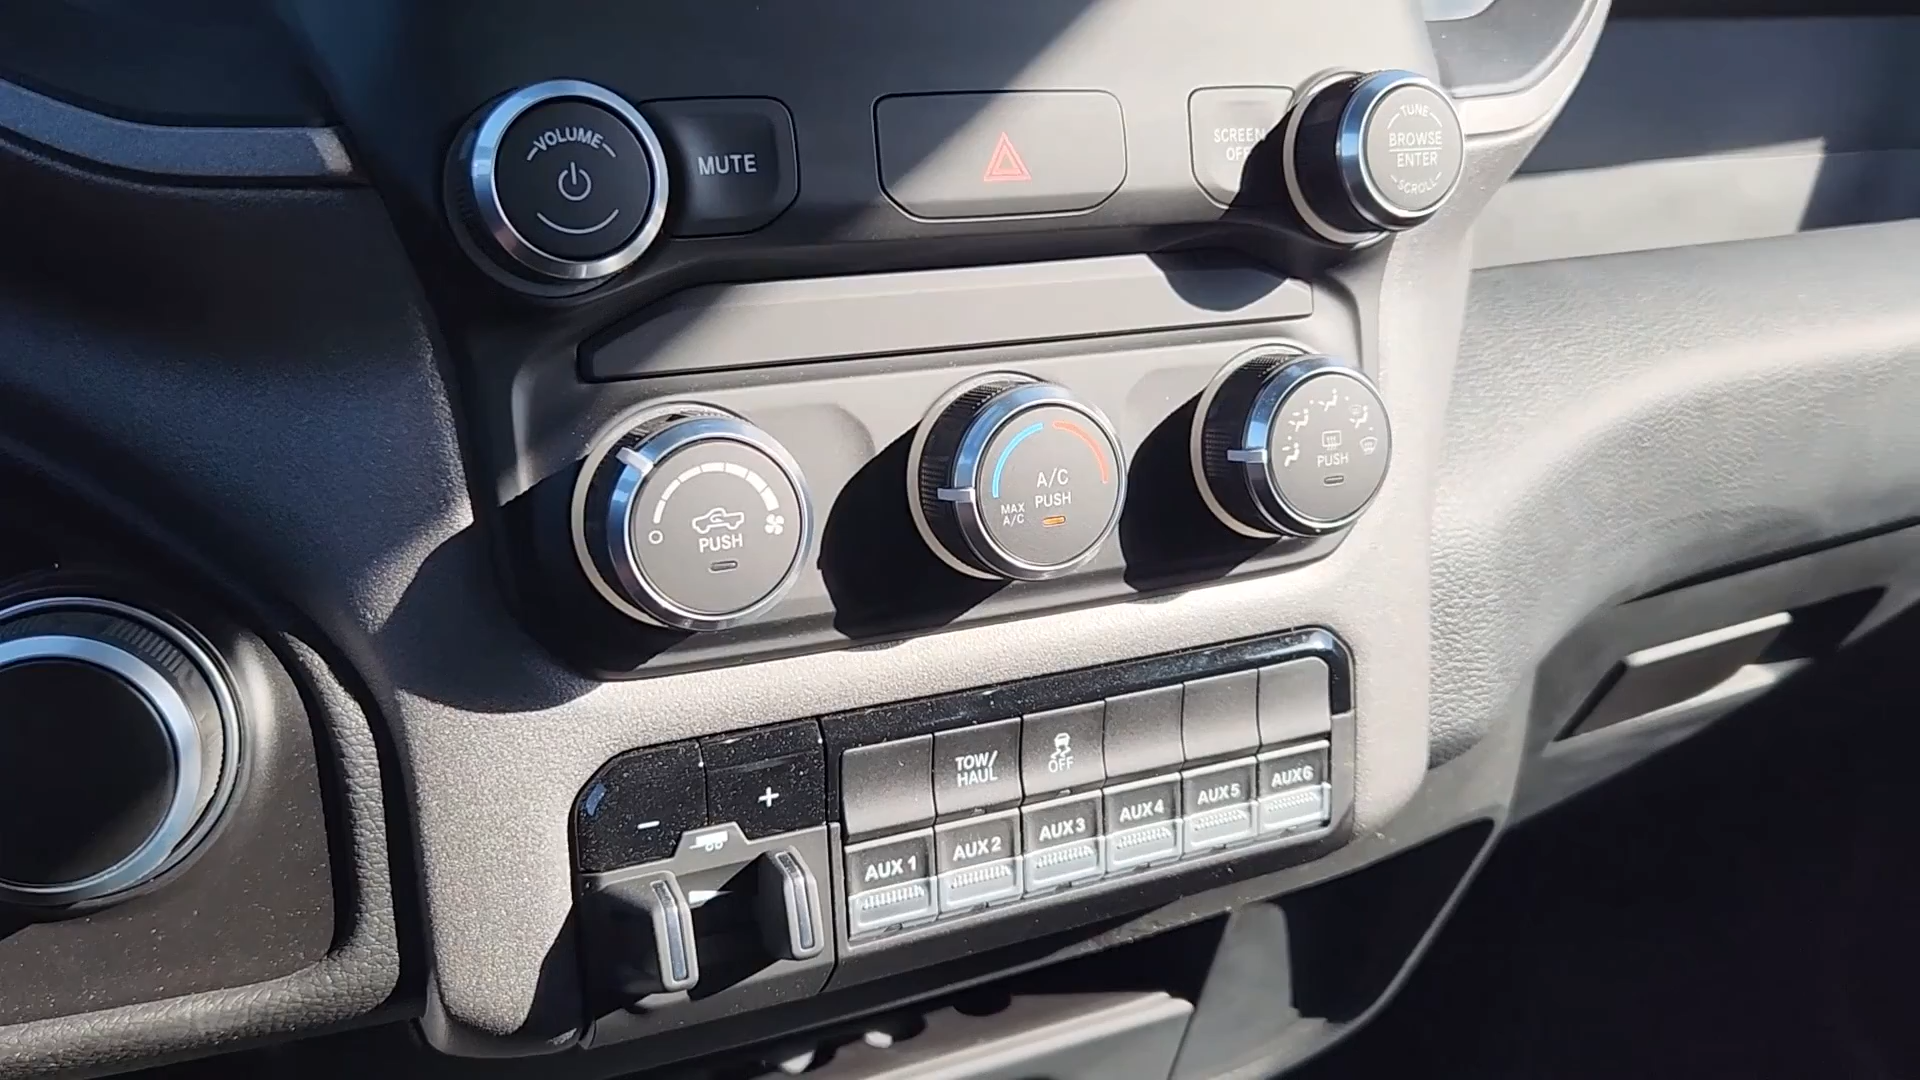 VOLUME
MUTE
SCREEN
OFF
TUNE
BROWSE
ENTER
SCROLL
PUSH
A/C
PUSH
MAX
A/C
PUSH
TOW/
HAUL
OFF
- +
AUX 1
AUX 2
AUX 3
AUX 4
AUX 5
AUX 6